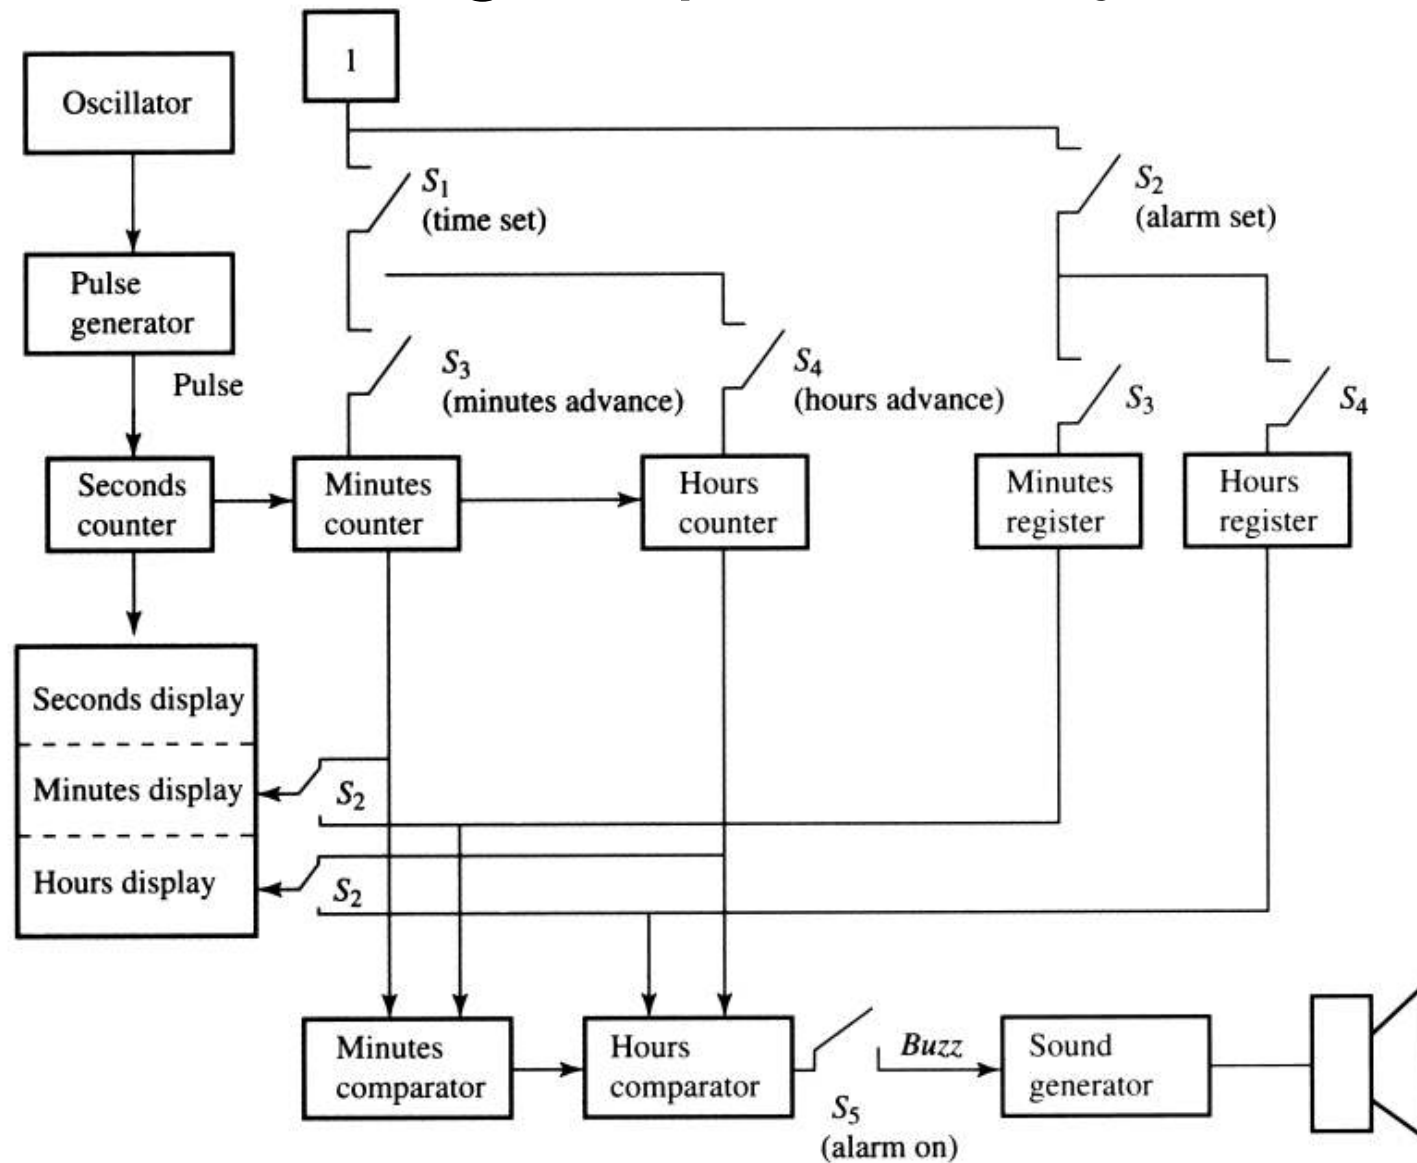 1
Oscillator
S1
(time set)
S2
(alarm set)
Pulse
generator
Pulse
S3
(minutes advance)
S4
(hours advance)
S3
S4
Seconds
counter
Minutes
counter
Hours
counter
Minutes
register
Hours
register
Seconds display
Minutes display
S2
Hours display
S2
Minutes
comparator
Hours
comparator
Buzz
Sound
generator
S5
(alarm on)